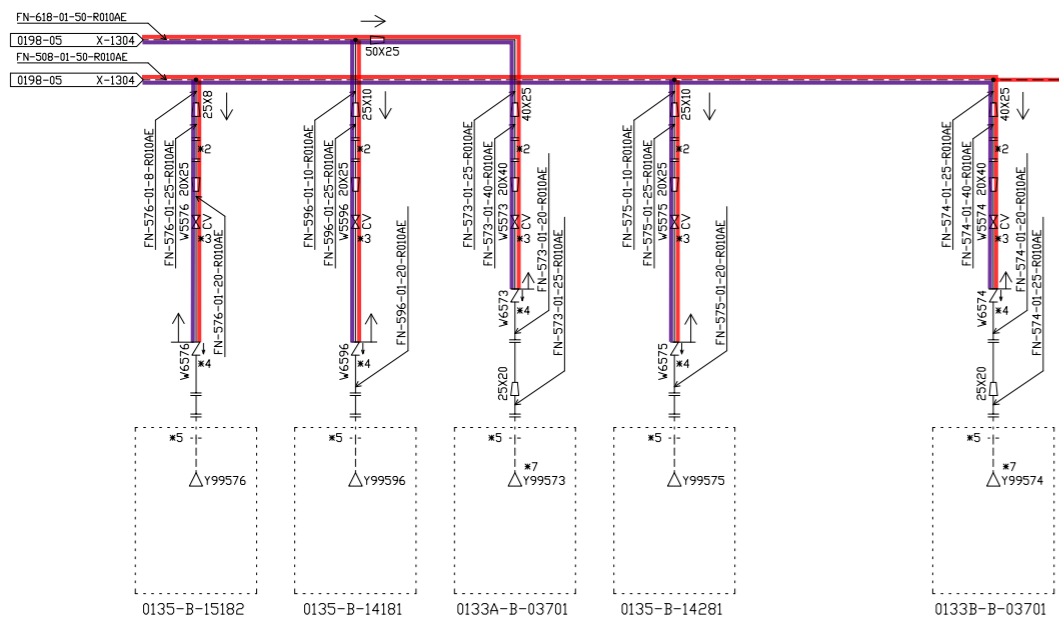 FN-618-01-50-R010AE
0198-05 X-1304
50X25
FN-508-01-50-R010AE
0198-05 X-1304
FN-576-01-8-R010AE
FN-576-01-25-R010AE
25X8
*2
W5576 20X25
CV
*3
FN-576-01-20-R010AE
W6576
*4
*5
Y99576
0135-B-15182
FN-596-01-10-R010AE
FN-596-01-25-R010AE
25X10
*2
W5596 20X25
CV
*3
FN-596-01-20-R010AE
W6596
*4
*5
Y99596
0135-B-14181
FN-573-01-25-R010AE
FN-573-01-40-R010AE
40X25
*2
W5573 20X40
CV
*3
FN-573-01-20-R010AE
FN-573-01-25-R010AE
W6573
*4
25X20
*5
*7
Y99573
0133A-B-03701
FN-575-01-10-R010AE
FN-575-01-25-R010AE
25X10
*2
W5575 20X25
CV
*3
FN-575-01-20-R010AE
W6575
*4
*5
Y99575
0135-B-14281
FN-574-01-25-R010AE
FN-574-01-40-R010AE
40X25
*2
W5574 20X40
CV
*3
FN-574-01-20-R010AE
FN-574-01-25-R010AE
W6574
*4
25X20
*5
*7
Y99574
0133B-B-03701